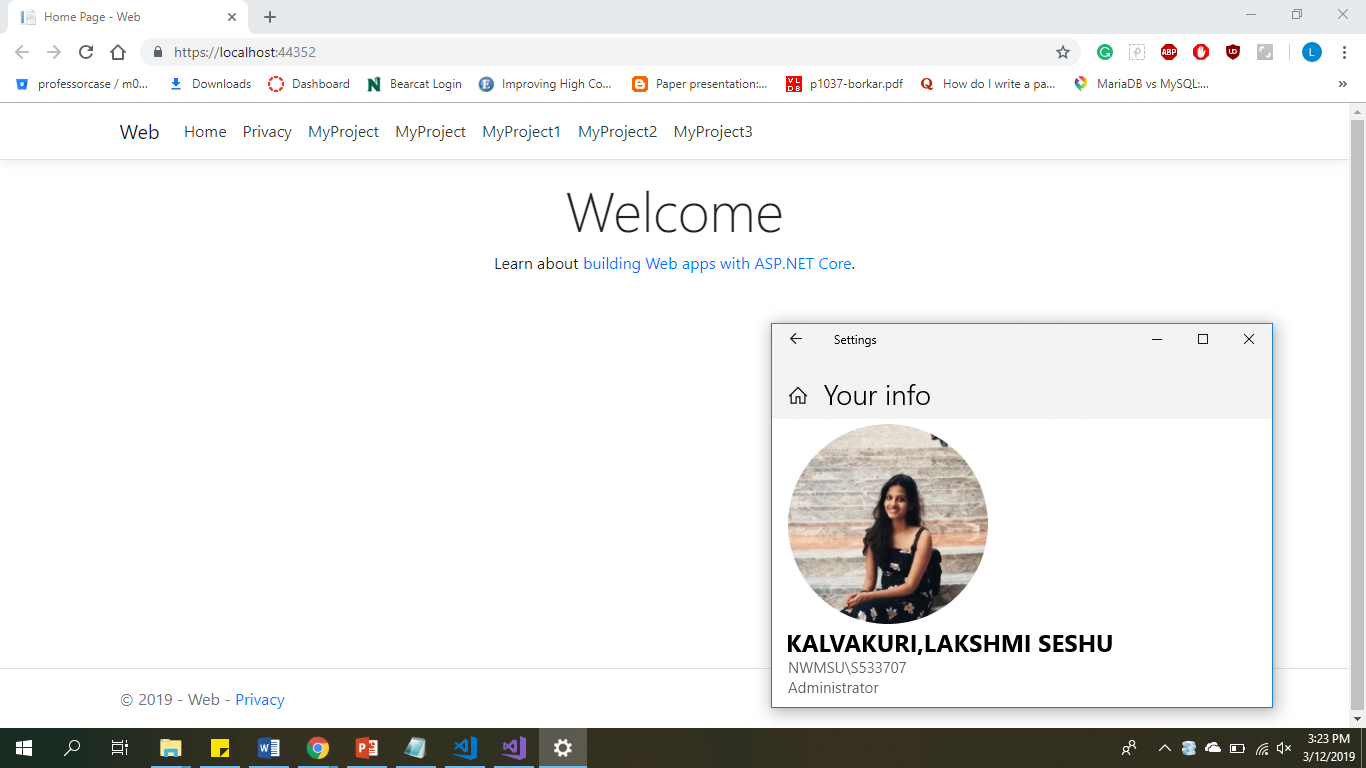 Home Page - Web
https://localhost:44352
ABP
L
professorcase / m0...
Downloads
Dashboard
Bearcat Login
Improving High Co...
Paper presentation:...
p1037-borkar.pdf
How do I write a pa...
MariaDB vs MySQL:...
Web Home Privacy MyProject MyProject MyProject1 MyProject2 MyProject3
Welcome
Learn about building Web apps with ASP.NET Core.
Settings
Your info
KALVAKURI,LAKSHMI SESHU
NWMSU\S533707
Administrator
© 2019 - Web - Privacy
3:23 PM
3/12/2019